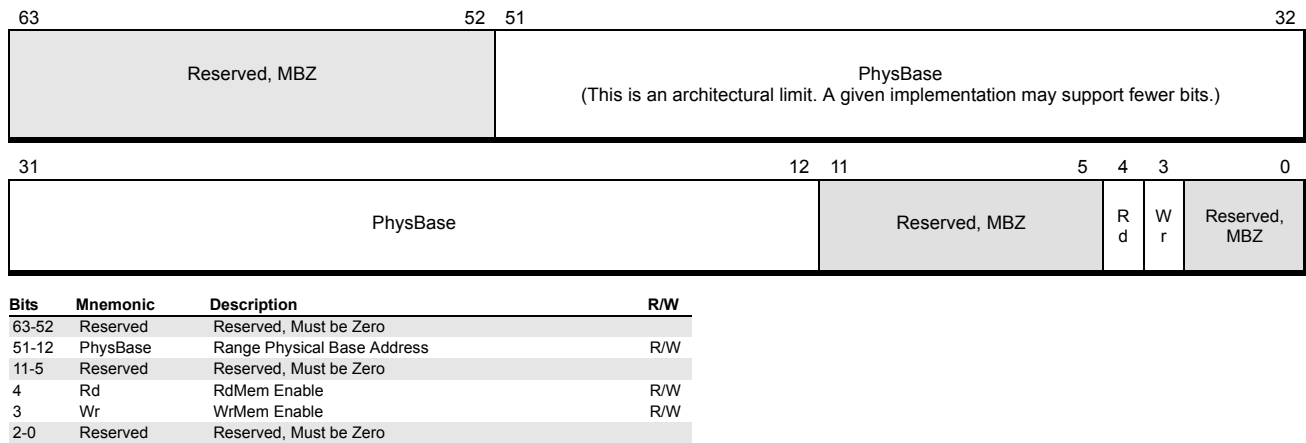 63 52 51 32
Reserved, MBZ
PhysBase
(This is an architectural limit. A given implementation may support fewer bits.)
31 12 11 5 4 3 0
PhysBase
Reserved, MBZ
R
d
W
r
Reserved,
MBZ
Bits Mnemonic Description R/W
63-52 Reserved Reserved, Must be Zero
51-12 PhysBase Range Physical Base Address R/W
11-5 Reserved Reserved, Must be Zero
4 Rd RdMem Enable R/W
3 Wr WrMem Enable R/W
2-0 Reserved Reserved, Must be Zero